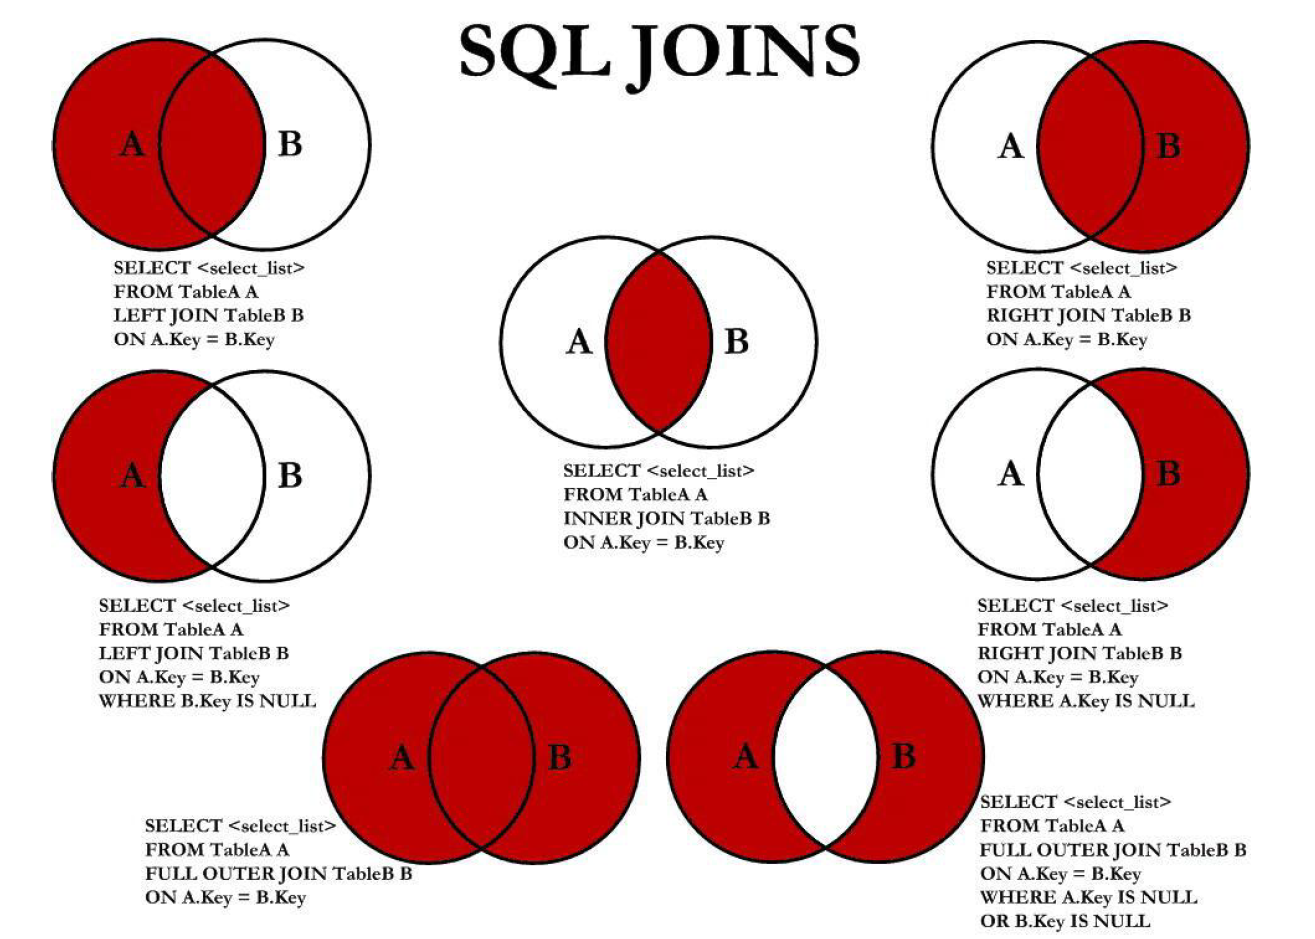 SQL JOINS
A B
SELECT <select_list>
FROM TableA A
LEFT JOIN TableB B
ON A.Key = B.Key
A B
SELECT <select_list>
FROM TableA A
RIGHT JOIN TableB B
ON A.Key = B.Key
A B
SELECT <select_list>
FROM TableA A
INNER JOIN TableB B
ON A.Key = B.Key
A B
SELECT <select_list>
FROM TableA A
LEFT JOIN TableB B
ON A.Key = B.Key
WHERE B.Key IS NULL
A B
SELECT <select_list>
FROM TableA A
RIGHT JOIN TableB B
ON A.Key = B.Key
WHERE A.Key IS NULL
A B
SELECT <select_list>
FROM TableA A
FULL OUTER JOIN TableB B
ON A.Key = B.Key
A B
SELECT <select_list>
FROM TableA A
FULL OUTER JOIN TableB B
ON A.Key = B.Key
WHERE A.Key IS NULL
OR B.Key IS NULL